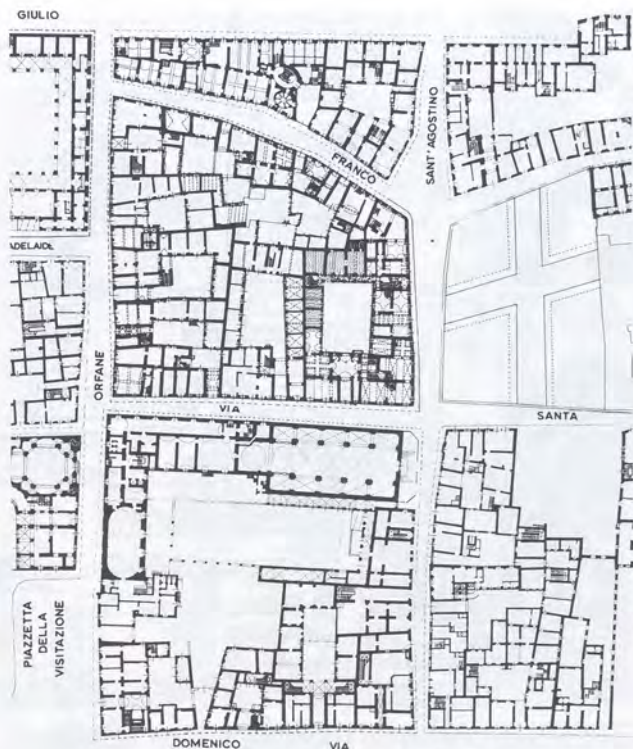 GIULIO
SANT'AGOSTINO
FRANCO
ADELAIDE
ORFANE
VIA
SANTA
PIAZZETTA
DELLA
VISITAZIONE
DOMENICO
VIA